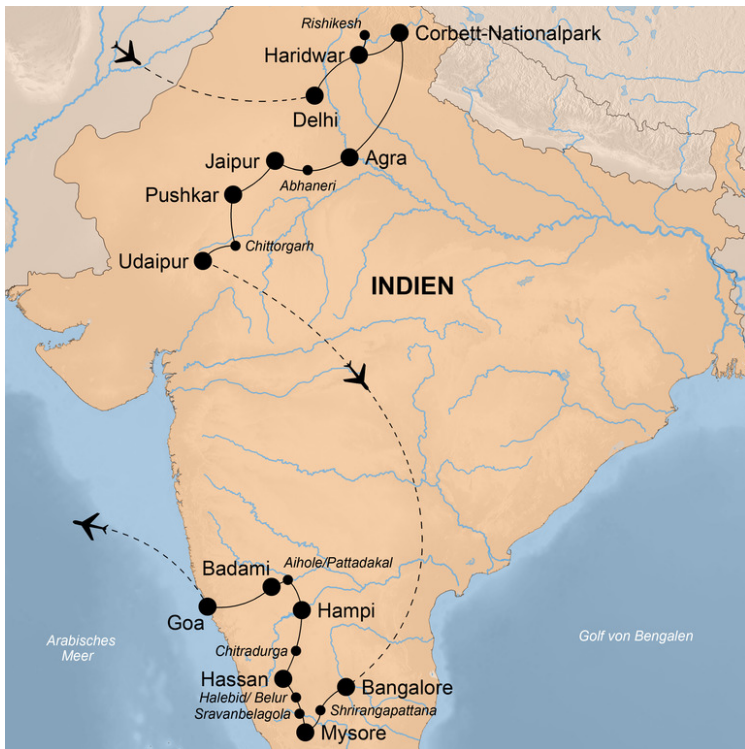 Rishikesh
Corbett-Nationalpark
Haridwar
Delhi
Jaipur
Agra
Abhaneri
Pushkar
Chittorgarh
Udaipur
INDIEN
Aihole/Pattadakal
Badami
Goa
Hampi
Arabisches
Meer
Golf von Bengalen
Chitradurga
Hassan
Bangalore
Halebid/ Belur
Shrirangapattana
Sravanbelagola
Mysore